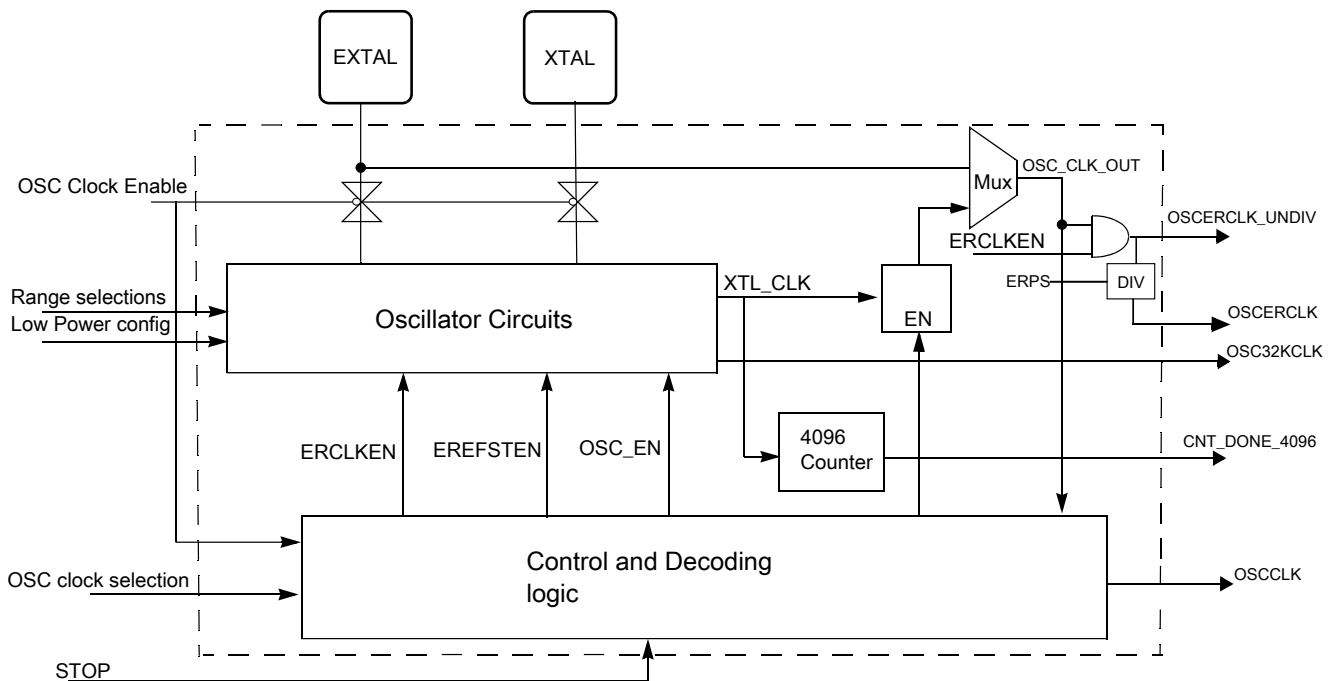 EXTAL
XTAL
OSC Clock Enable
Mux
OSC_CLK_OUT
ERCLKEN
OSCERCLK_UNDIV
ERPS
DIV
Range selections
Low Power config
Oscillator Circuits
XTL_CLK
EN
OSCERCLK
OSC32KCLK
ERCLKEN
EREFSTEN
OSC_EN
4096
Counter
CNT_DONE_4096
Control and Decoding
logic
OSC clock selection
OSCCLK
STOP